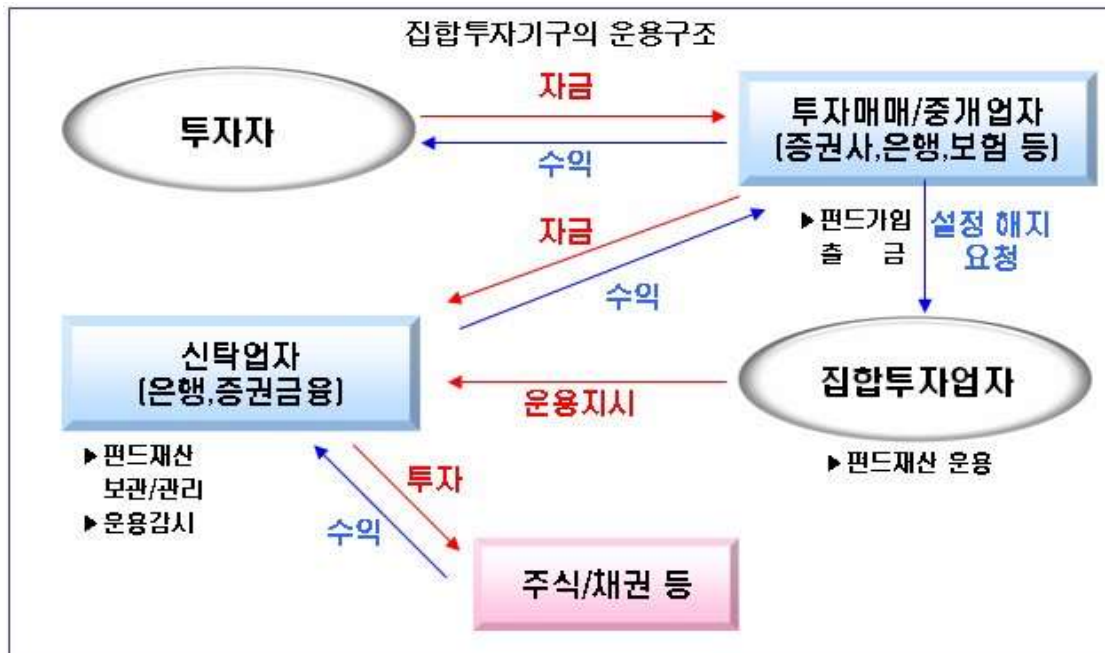 집합투자기구의 운용구조
자금
투자자
투자매매/중개업자
(증권사,은행,보험 등)
수익
▶펀드가입
출 금
설정 해지
요청
자금
수익
신탁업자
(은행,증권금융)
집합투자업자
운용지시
▶펀드재산
보관/관리
▶운용감시
▶펀드재산 운용
투자
수익
주식/채권 등